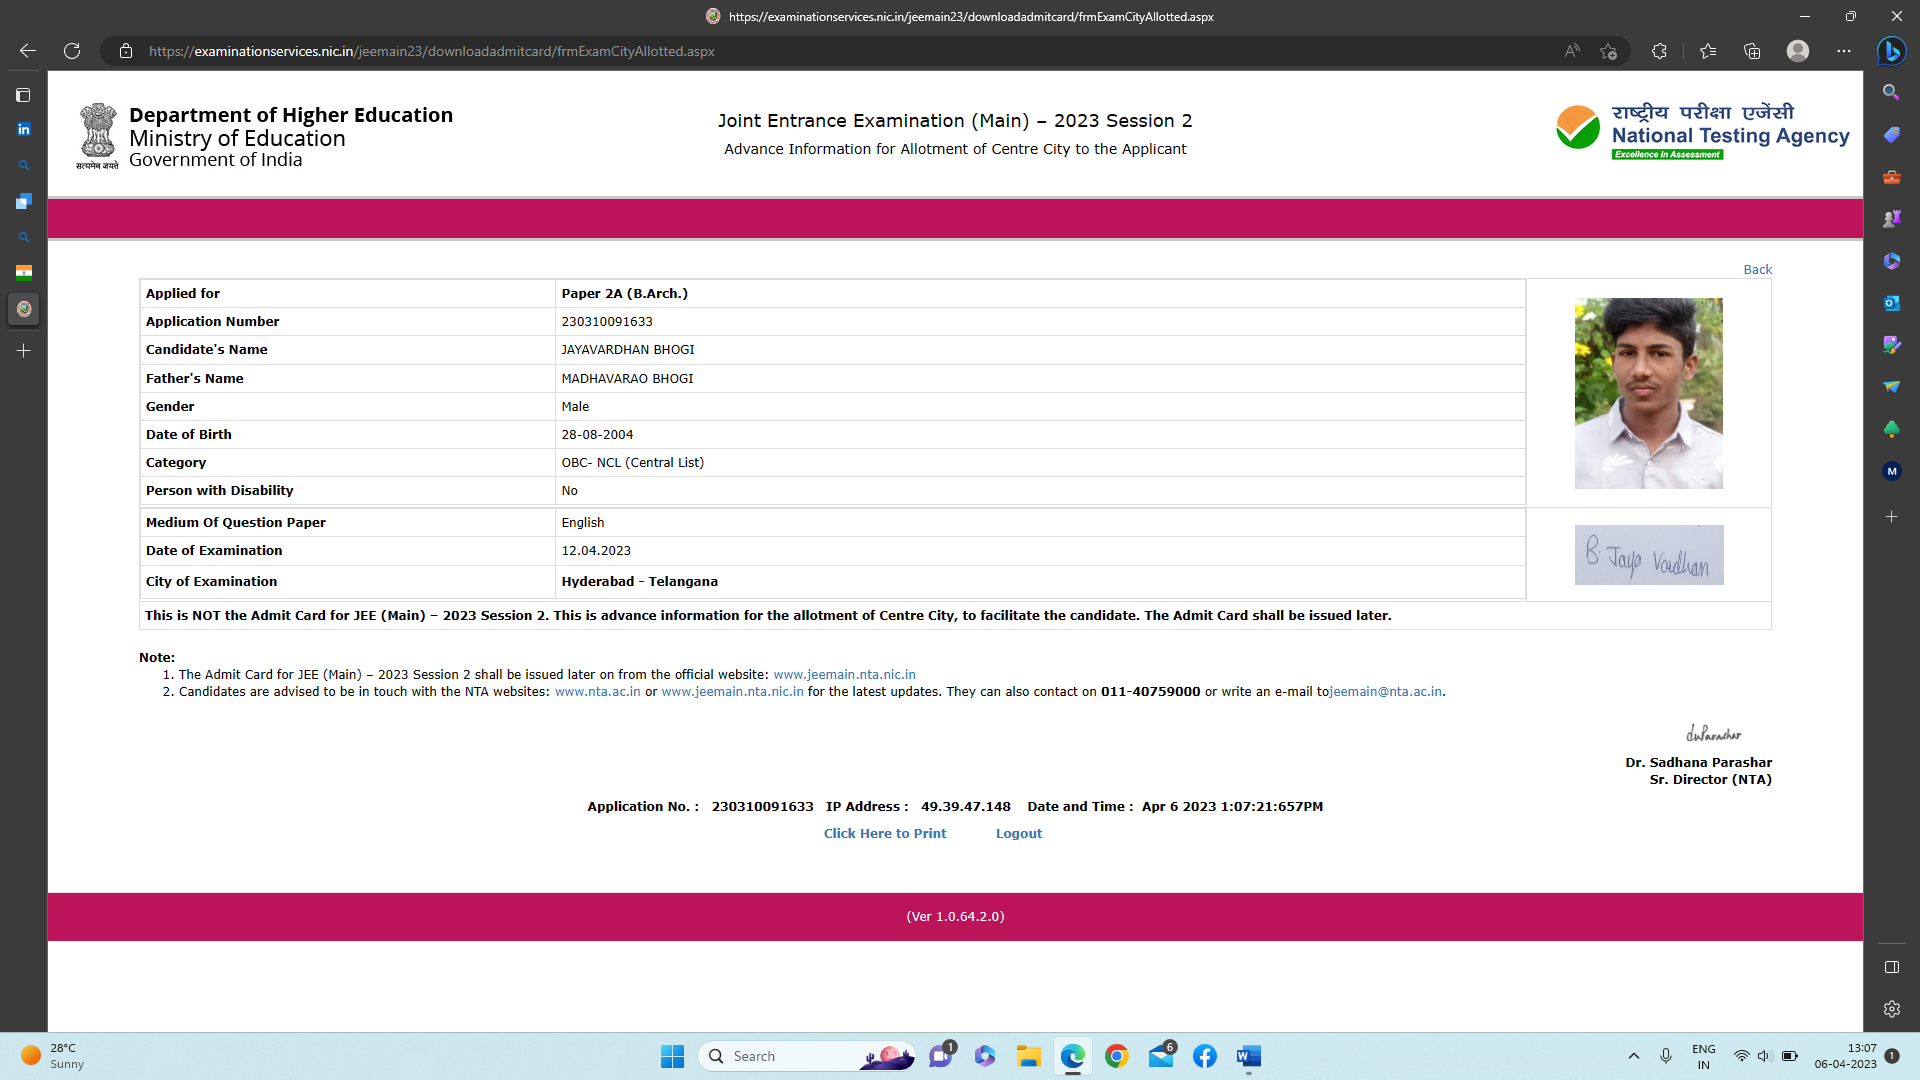 https://examinationservices.nic.in/jeemain23/downloadadmitcard/frmExamCityAllotted.aspx
https://examinationservices.nic.in/jeemain23/downloadadmitcard/frmExamCityAllotted.aspx
Department of Higher Education
Ministry of Education
Government of India
सत्यमेव जयते
Joint Entrance Examination (Main) – 2023 Session 2
Advance Information for Allotment of Centre City to the Applicant
राष्ट्रीय परीक्षा एजेंसी
National Testing Agency
Excellence in Assessment
Back
Applied for Paper 2A (B.Arch.)
Application Number 230310091633
Candidate's Name JAYAVARDHAN BHOGI
Father's Name MADHAVARAO BHOGI
Gender Male
Date of Birth 28-08-2004
Category OBC- NCL (Central List)
Person with Disability No
Medium Of Question Paper English
Date of Examination 12.04.2023
City of Examination Hyderabad - Telangana
B. Jaya Vardhan
This is NOT the Admit Card for JEE (Main) – 2023 Session 2. This is advance information for the allotment of Centre City, to facilitate the candidate. The Admit Card shall be issued later.
Note:
1. The Admit Card for JEE (Main) – 2023 Session 2 shall be issued later on from the official website: www.jeemain.nta.nic.in
2. Candidates are advised to be in touch with the NTA websites: www.nta.ac.in or www.jeemain.nta.nic.in for the latest updates. They can also contact on 011-40759000 or write an e-mail tojeemain@nta.ac.in.
Dr. Sadhana Parashar
Sr. Director (NTA)
Application No. : 230310091633 IP Address : 49.39.47.148 Date and Time : Apr 6 2023 1:07:21:657PM
Click Here to Print Logout
(Ver 1.0.64.2.0)
28°C
Sunny
Search
1
6
ENG
IN
13:07
06-04-2023
1